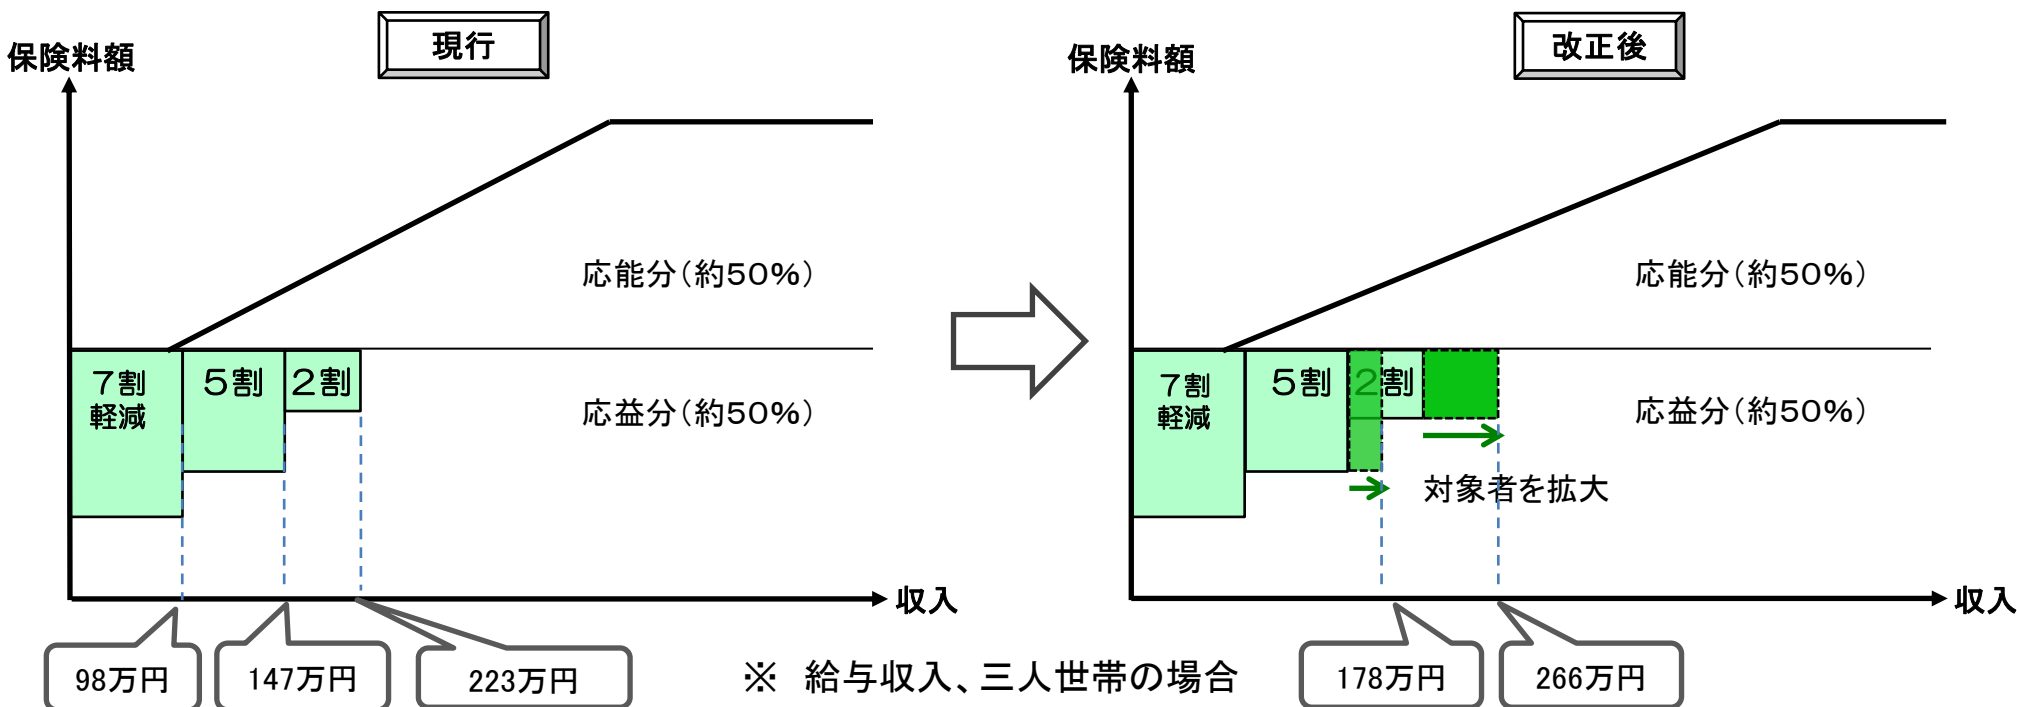 現行
保険料額
応能分(約50%)
7割
軽減
5割
2割
応益分(約50%)
収入
98万円
147万円
223万円
改正後
保険料額
応能分(約50%)
7割
軽減
5割
2割
応益分(約50%)
対象者を拡大
収入
178万円
266万円
※ 給与収入、三人世帯の場合